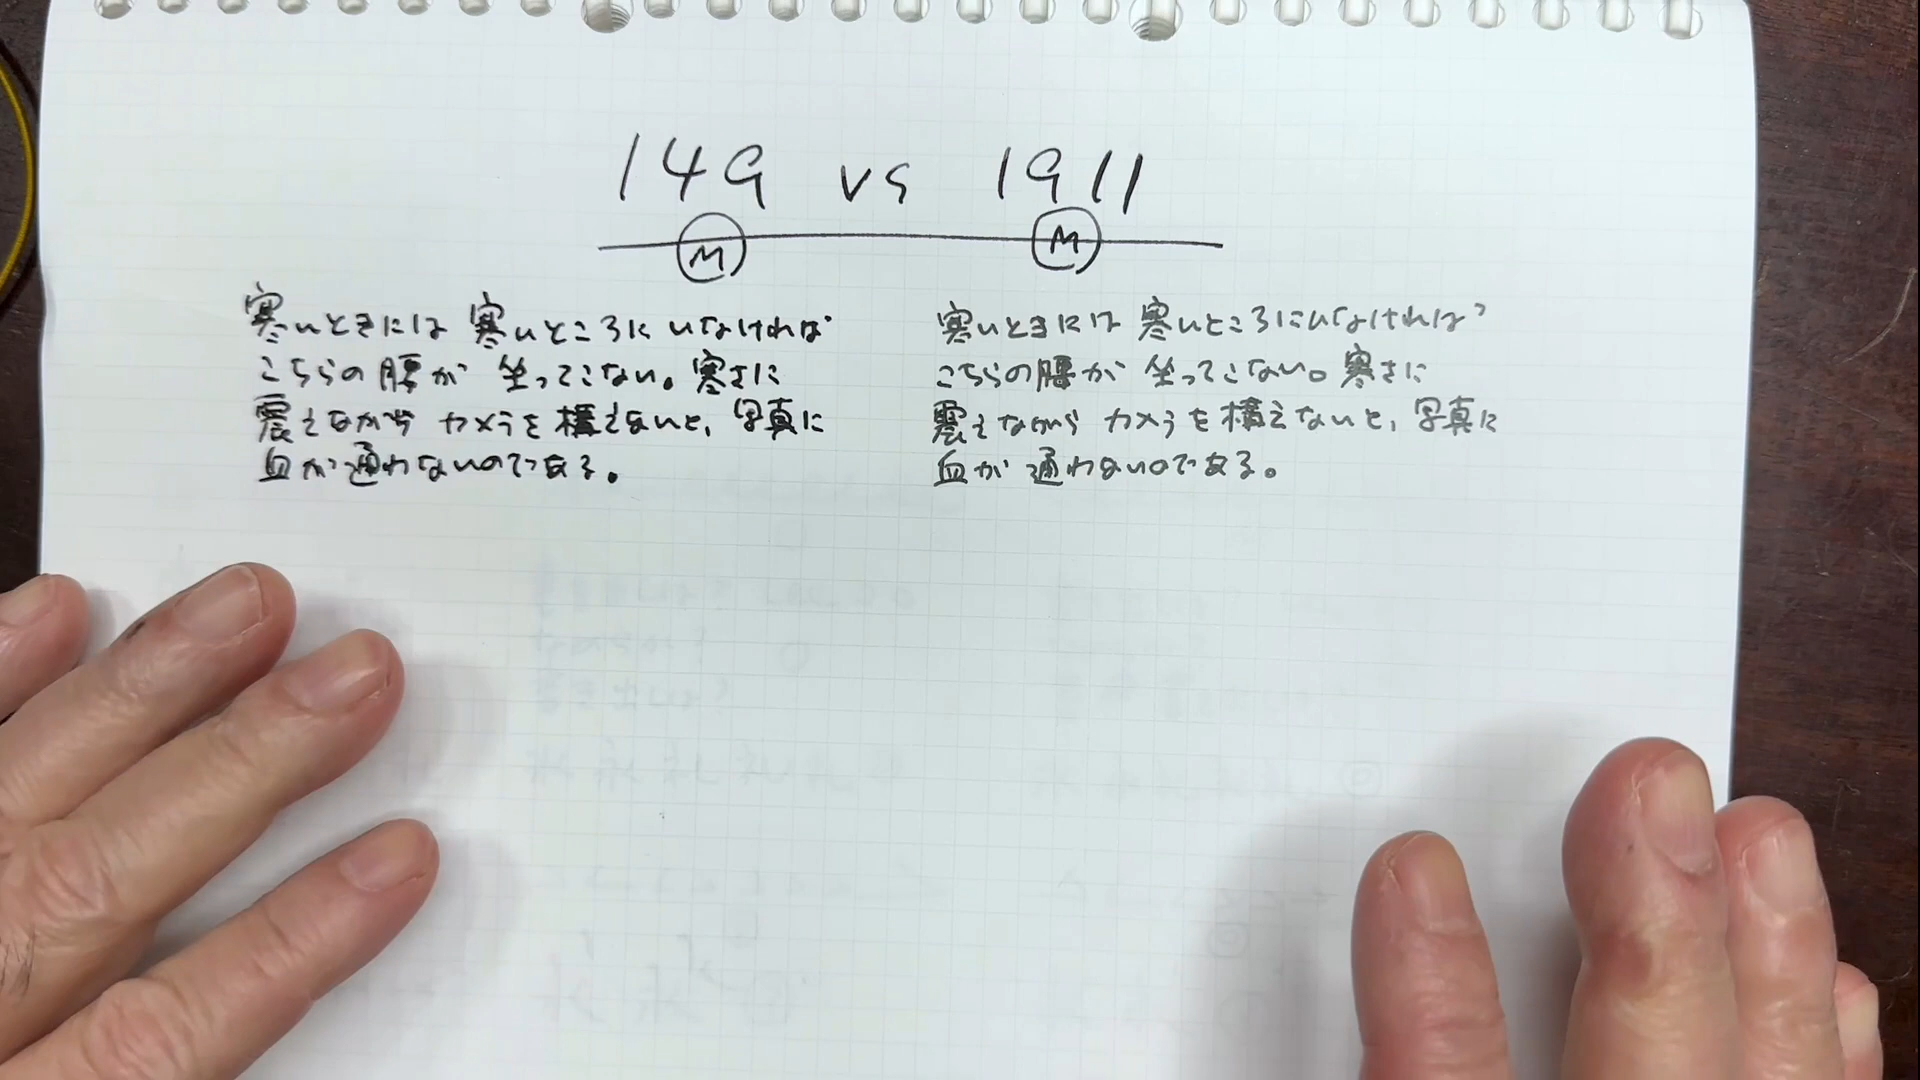 149 vs 1911
M M
寒いときには寒いところにいなければ
こちらの腰が坐ってこない。寒さに
震えながらカメラを構えないと、写真に
血が通わないのである。
寒いときには寒いところにいなければ
こちらの腰が坐ってこない。寒さに
震えながらカメラを構えないと、写真に
血が通わないのである。